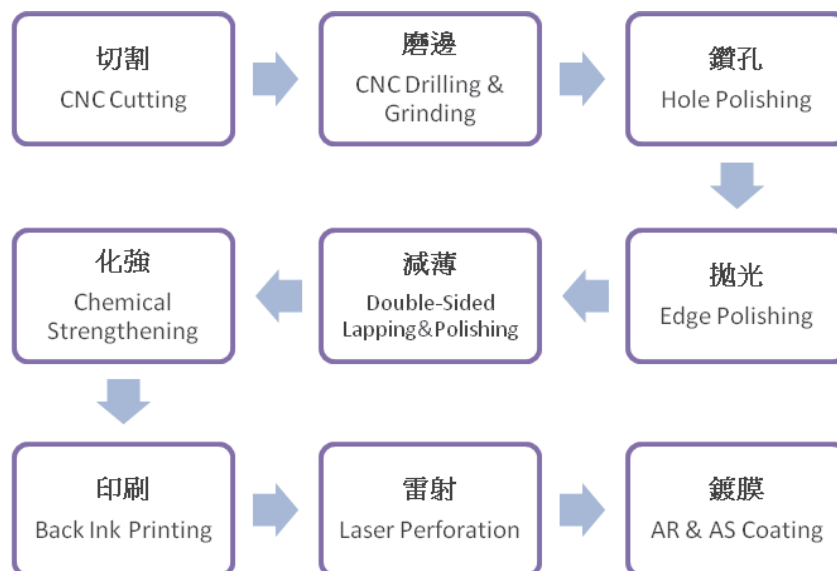 切割
CNC Cutting
磨邊
CNC Drilling &
Grinding
鑽孔
Hole Polishing
拋光
Edge Polishing
減薄
Double-Sided
Lapping&Polishing
化強
Chemical
Strengthening
印刷
Back Ink Printing
雷射
Laser Perforation
鍍膜
AR & AS Coating